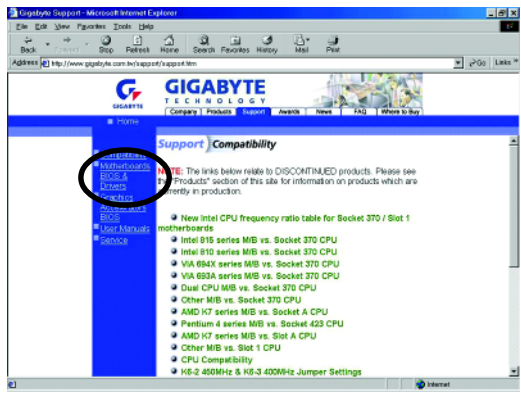 Gigabyte Support - Microsoft Internet Explorer
File Edit View Favorites Tools Help
Back Forward Stop Refresh Home Search Favorites History Mail Print
Address http://www.gigabyte.com.tw/support/support.htm Go Links »
GIGABYTE
GIGABYTE
TECHNOLOGY
Company Products Support Awards News FAQ Where to Buy
Home
Support Compatibility
Compatibility
Motherboards
BIOS &
Drivers
Graphics
Accelerators
BIOS
User Manuals
Service
NOTE: The links below relate to DISCONTINUED products. Please see
the "Products" section of this site for information on products which are
currently in production.
New Intel CPU frequency ratio table for Socket 370 / Slot 1
motherboards
Intel 815 series M/B vs. Socket 370 CPU
Intel 810 series M/B vs. Socket 370 CPU
VIA 694X series M/B vs. Socket 370 CPU
VIA 693A series M/B vs. Socket 370 CPU
Dual CPU M/B vs. Socket 370 CPU
Other M/B vs. Socket 370 CPU
AMD K7 series M/B vs. Socket A CPU
Pentium 4 series M/B vs. Socket 423 CPU
AMD K7 series M/B vs. Slot A CPU
Other M/B vs. Slot 1 CPU
CPU Compatibility
K6-2 450MHz & K6-3 400MHz Jumper Settings
Internet